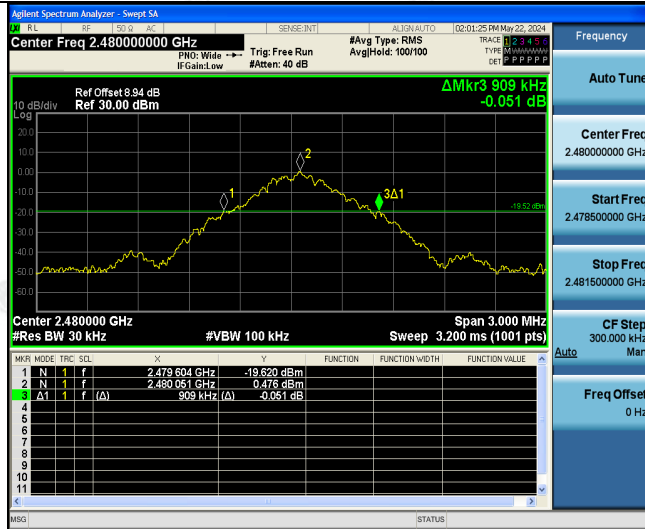 Agilent Spectrum Analyzer - Swept SA
LXI RL RF 50 Ω AC SENSE:INT ALIGN AUTO 02:01:25 PM May 22, 2024
Center Freq 2.480000000 GHz #Avg Type: RMS TRACE 1 2 3 4 5 6
PNO: Wide Trig: Free Run Avg|Hold: 100/100 TYPE M
IFGain:Low #Atten: 40 dB DET P P P P P P
ΔMkr3 909 kHz
-0.051 dB
Ref Offset 8.94 dB
10 dB/div Ref 30.00 dBm
Log
20.0
10.0
0.00
-10.0
-20.0
-30.0
-40.0
-50.0
-60.0
1
2
3Δ1
-19.52 dBm
Center 2.480000 GHz Span 3.000 MHz
#Res BW 30 kHz #VBW 100 kHz Sweep 3.200 ms (1001 pts)
MKR MODE TRC SCL X Y FUNCTION FUNCTION WIDTH FUNCTION VALUE
1 N 1 f 2.479 604 GHz -19.620 dBm
2 N 1 f 2.480 051 GHz 0.476 dBm
3 Δ1 1 f (Δ) 909 kHz (Δ) -0.051 dB
4
5
6
7
8
9
10
11
MSG STATUS
Frequency
Auto Tune
Center Freq
2.480000000 GHz
Start Freq
2.478500000 GHz
Stop Freq
2.481500000 GHz
CF Step
300.000 kHz
Auto Man
Freq Offset
0 Hz